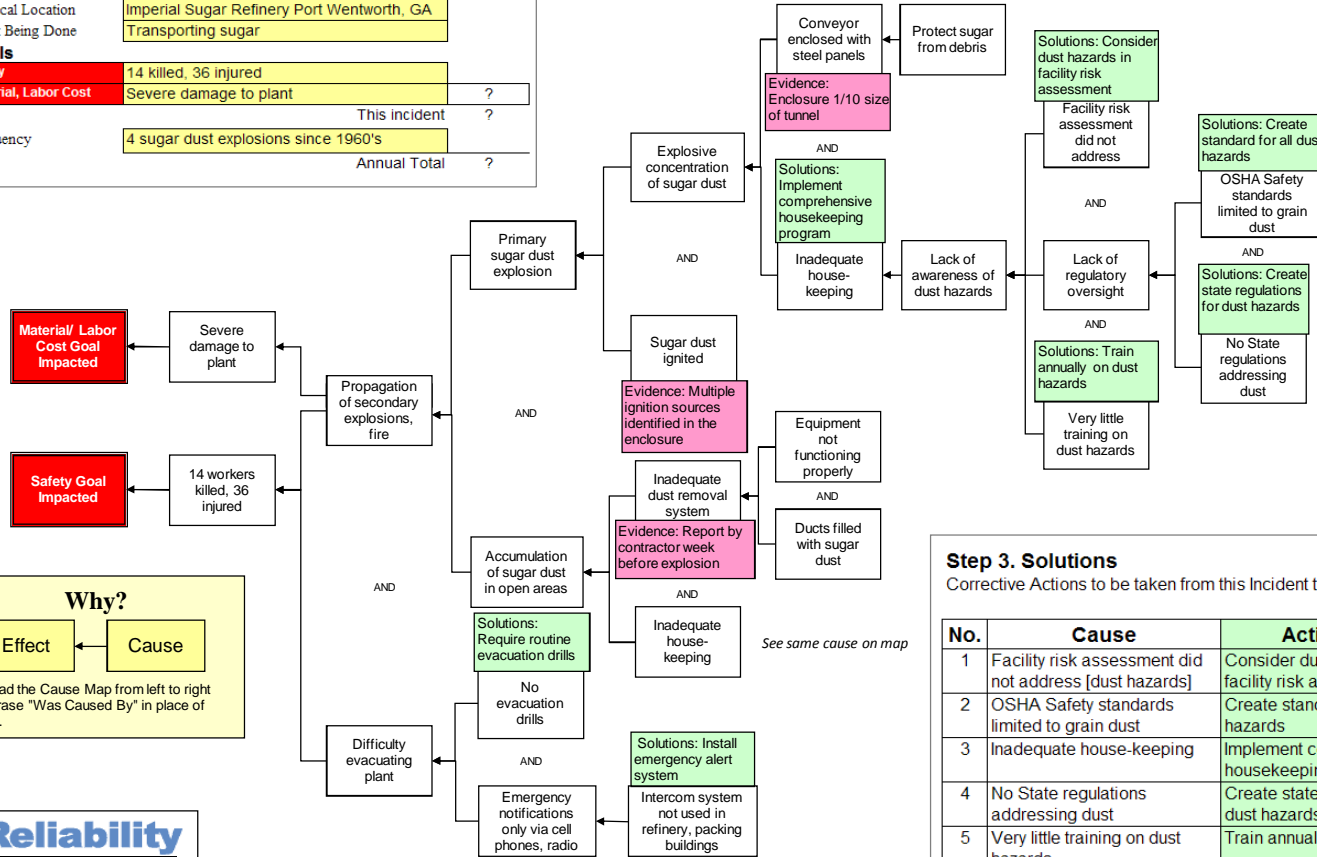 cal Location
Imperial Sugar Refinery Port Wentworth, GA
Being Done
Transporting sugar
ls
y
14 killed, 36 injured
ial, Labor Cost
Severe damage to plant
?
This incident
?
uency
4 sugar dust explosions since 1960's
Annual Total
?
Material/ Labor
Cost Goal
Impacted
Severe
damage to
plant
Safety Goal
Impacted
14 workers
killed, 36
injured
Propagation
of secondary
explosions,
fire
AND
Primary
sugar dust
explosion
AND
Accumulation
of sugar dust
in open areas
Solutions:
Require routine
evacuation drills
No
evacuation
drills
Difficulty
evacuating
plant
AND
Emergency
notifications
only via cell
phones, radio
Solutions: Install
emergency alert
system
Intercom system
not used in
refinery, packing
buildings
Explosive
concentration
of sugar dust
AND
Sugar dust
ignited
Evidence: Multiple
ignition sources
identified in the
enclosure
Inadequate
dust removal
system
Evidence: Report by
contractor week
before explosion
AND
Inadequate
house-
keeping
See same cause on map
Equipment
not
functioning
properly
AND
Ducts filled
with sugar
dust
Conveyor
enclosed with
steel panels
Protect sugar
from debris
Evidence:
Enclosure 1/10 size
of tunnel
AND
Solutions:
Implement
comprehensive
housekeeping
program
Inadequate
house-
keeping
Lack of
awareness of
dust hazards
Solutions: Consider
dust hazards in
facility risk
assessment
Facility risk
assessment
did not
address
AND
Lack of
regulatory
oversight
AND
Solutions: Train
annually on dust
hazards
Very little
training on
dust hazards
Solutions: Create
standard for all dus
hazards
OSHA Safety
standards
limited to grain
dust
AND
Solutions: Create
state regulations
for dust hazards
No State
regulations
addressing
dust
Why?
Effect
Cause
ad the Cause Map from left to right
rase "Was Caused By" in place of
Reliability
Step 3. Solutions
Corrective Actions to be taken from this Incident t
No.
Cause
Acti
1
Facility risk assessment did
not address [dust hazards]
Consider du
facility risk a
2
OSHA Safety standards
limited to grain dust
Create stand
hazards
3
Inadequate house-keeping
Implement c
housekeepin
4
No State regulations
addressing dust
Create state
dust hazards
5
Very little training on dust
Train annual